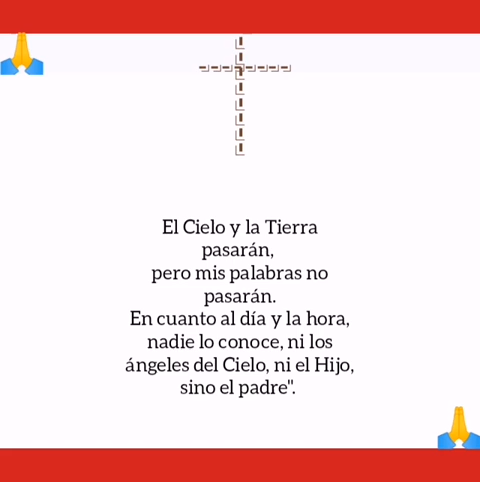 El Cielo y la Tierra
pasarán,
pero mis palabras no
pasarán.
En cuanto al día y la hora,
nadie lo conoce, ni los
ángeles del Cielo, ni el Hijo,
sino el padre".